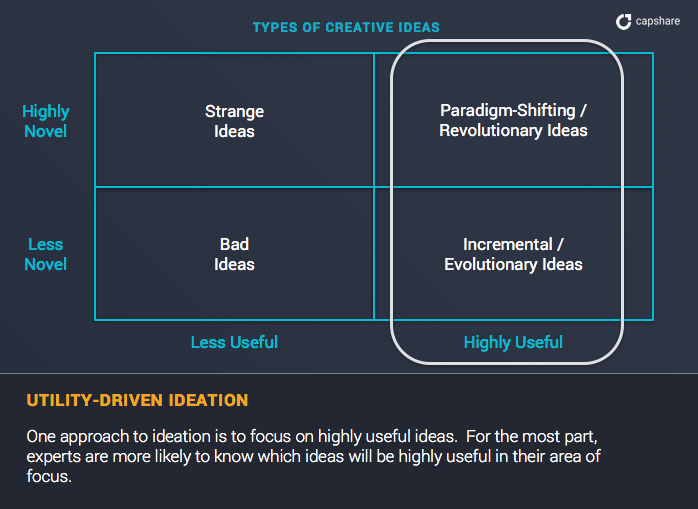 TYPES OF CREATIVE IDEAS
capshare
Highly
Novel
Strange
Ideas
Paradigm-Shifting /
Revolutionary Ideas
Less
Novel
Bad
Ideas
Incremental /
Evolutionary Ideas
Less Useful
Highly Useful
UTILITY-DRIVEN IDEATION
One approach to ideation is to focus on highly useful ideas.  For the most part,
experts are more likely to know which ideas will be highly useful in their area of
focus.